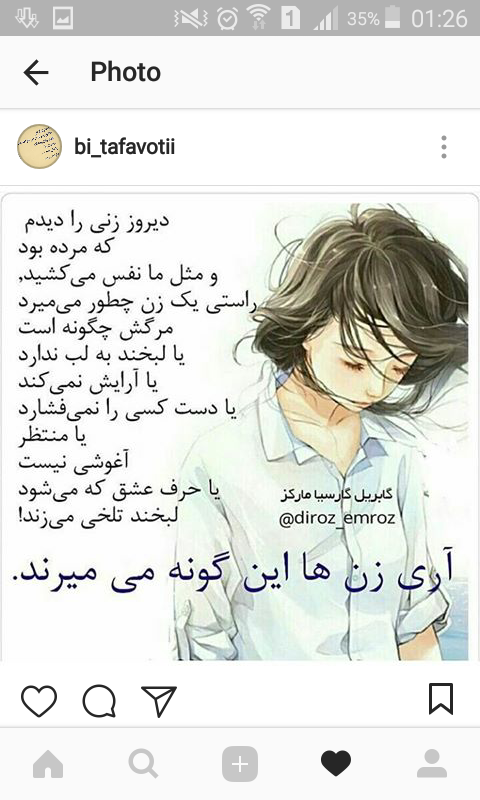 35% 01:26
1
Photo
bi_tafavotii
دیروز زنی را دیدم
که مرده بود
و مثل ما نفس می‌کشید,
راستی یک زن چطور می‌میرد
مرگش چگونه است
یا لبخند به لب ندارد
یا آرایش نمی‌کند
یا دست کسی را نمی‌فشارد
یا منتظر
آغوشی نیست
یا حرف عشق که می‌شود
لبخند تلخی می‌زند!
گابریل گارسیا مارکز
@diroz_emroz
آری زن ها این گونه می میرند.